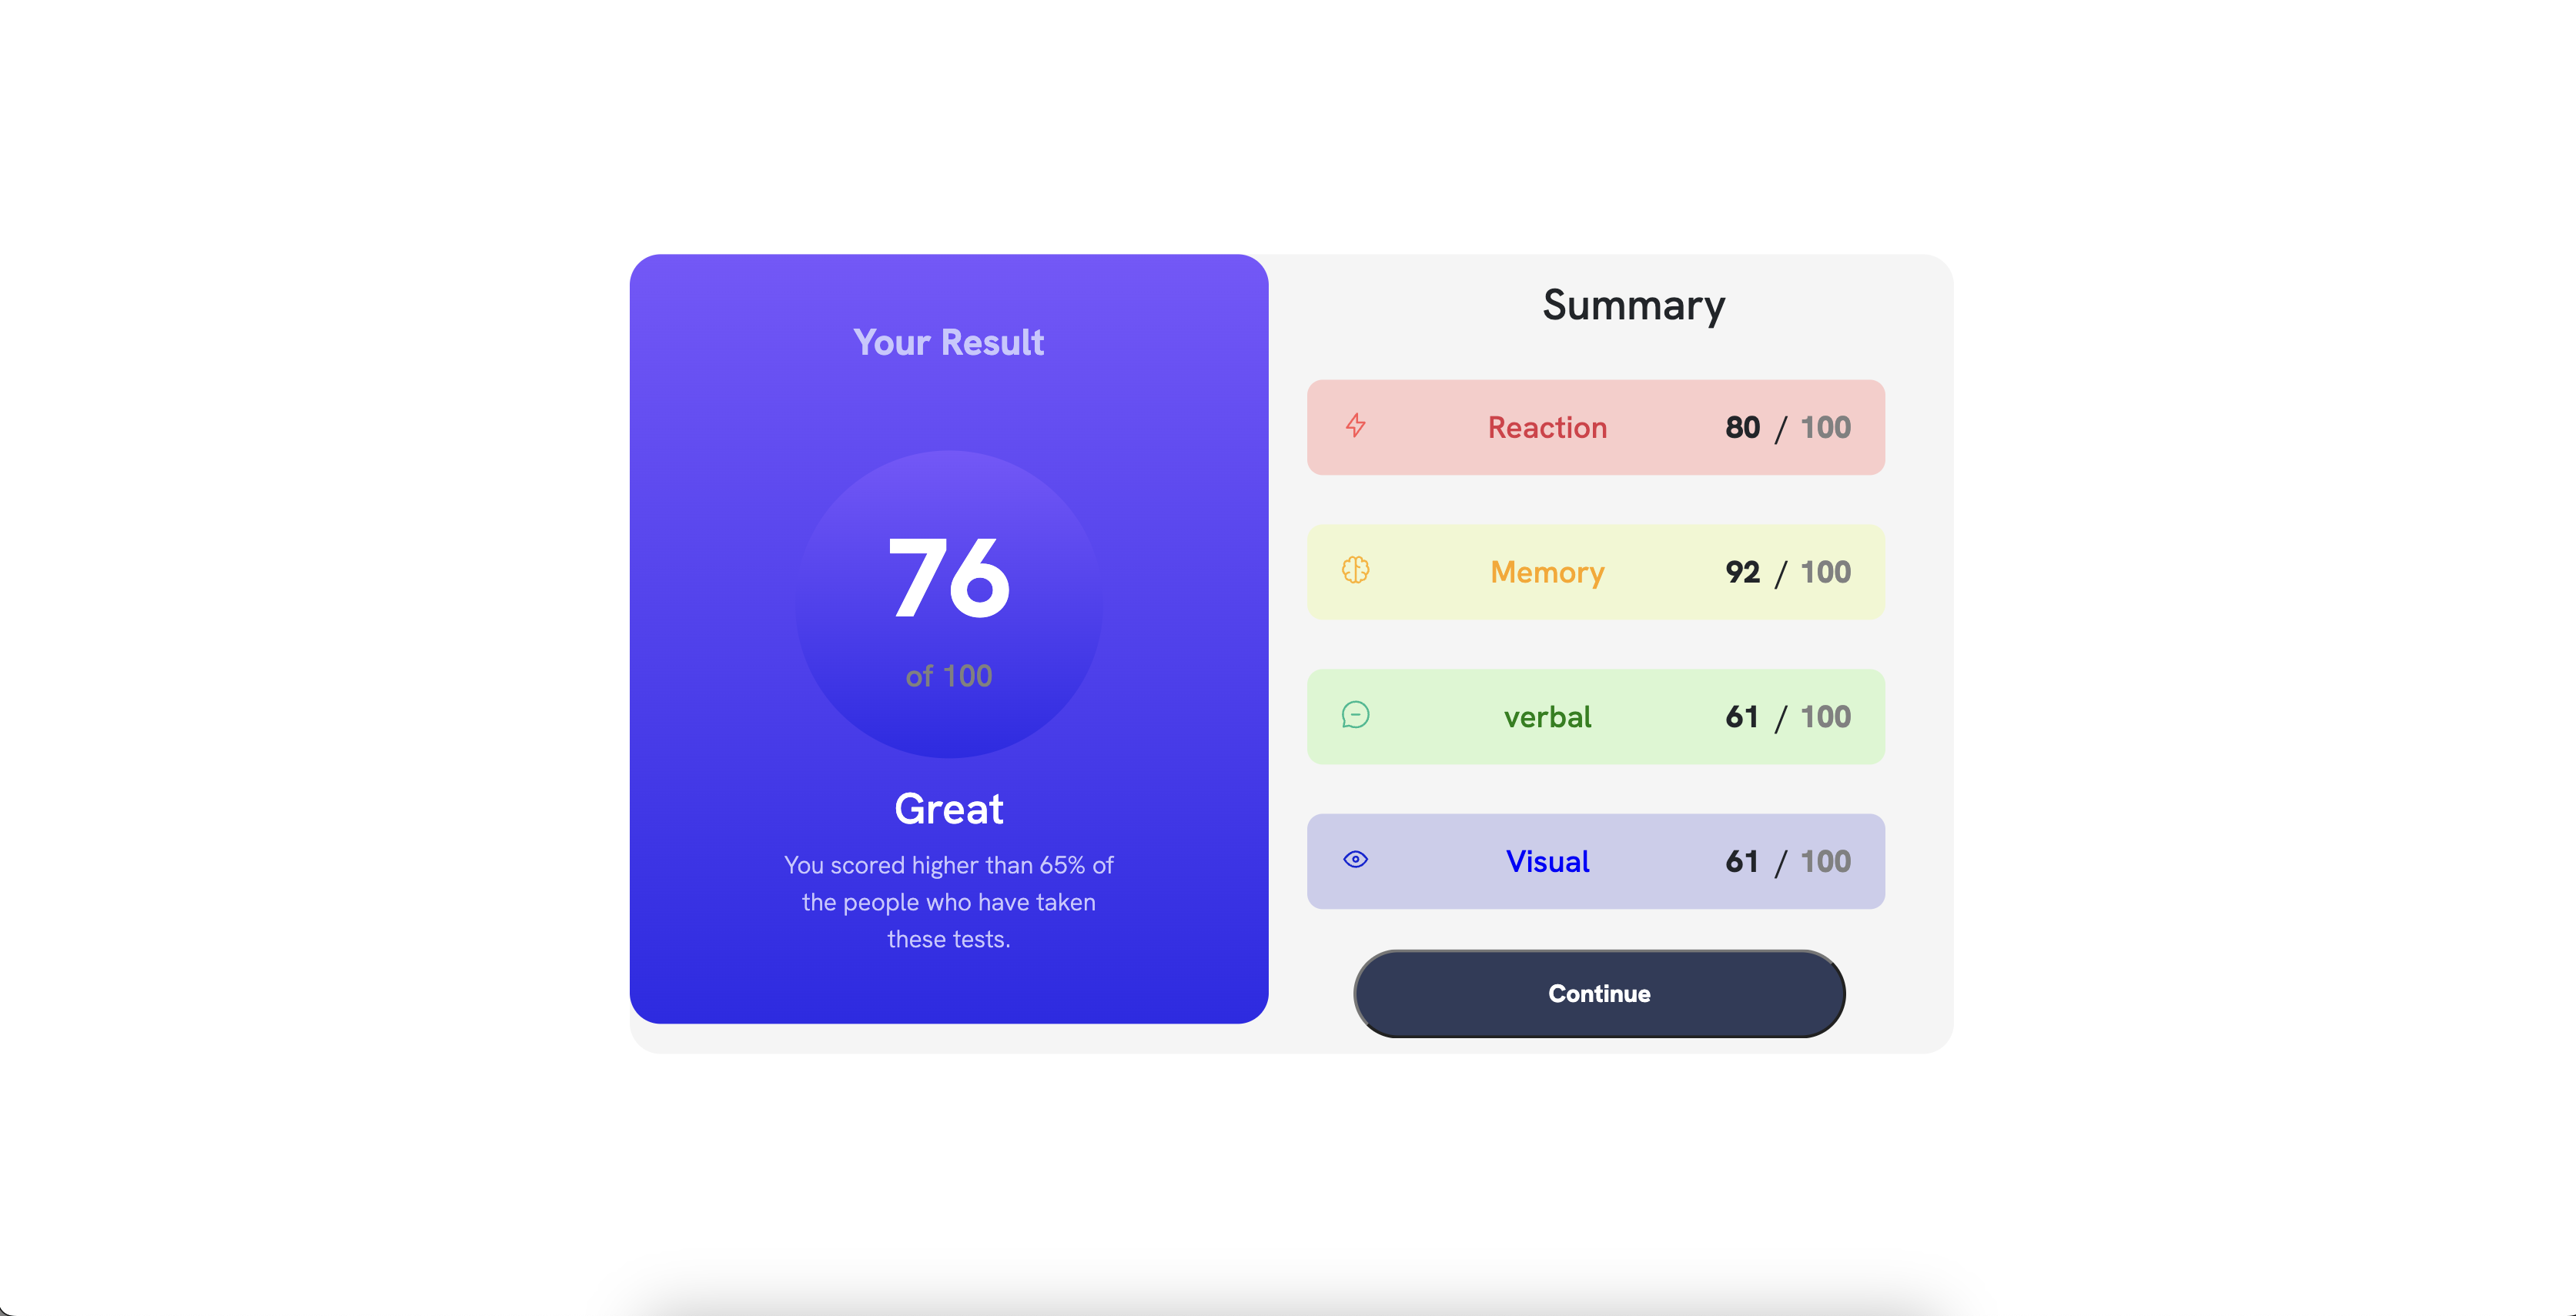 Your Result
76
of 100
Great
You scored higher than 65% of
the people who have taken
these tests.
Summary
Reaction 80 / 100
Memory 92 / 100
verbal 61 / 100
Visual 61 / 100
Continue